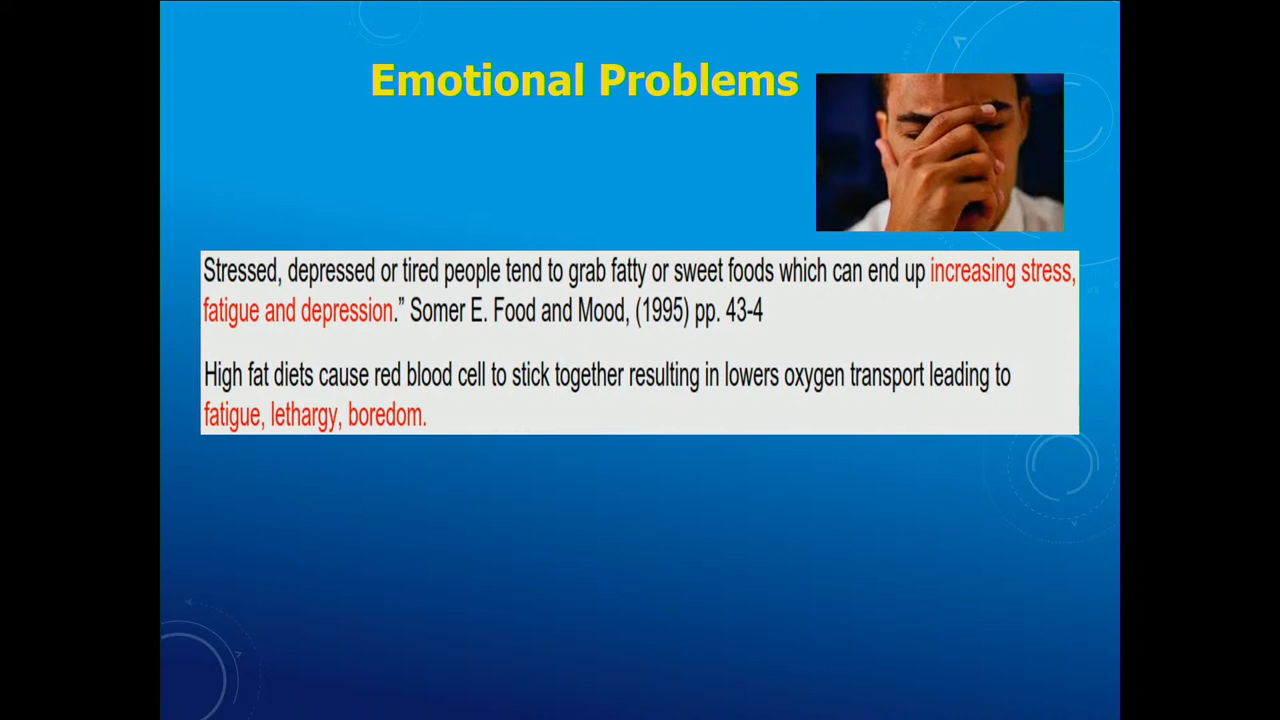 Emotional Problems
Stressed, depressed or tired people tend to grab fatty or sweet foods which can end up increasing stress,
fatigue and depression.” Somer E. Food and Mood, (1995) pp. 43-4
High fat diets cause red blood cell to stick together resulting in lowers oxygen transport leading to
fatigue, lethargy, boredom.